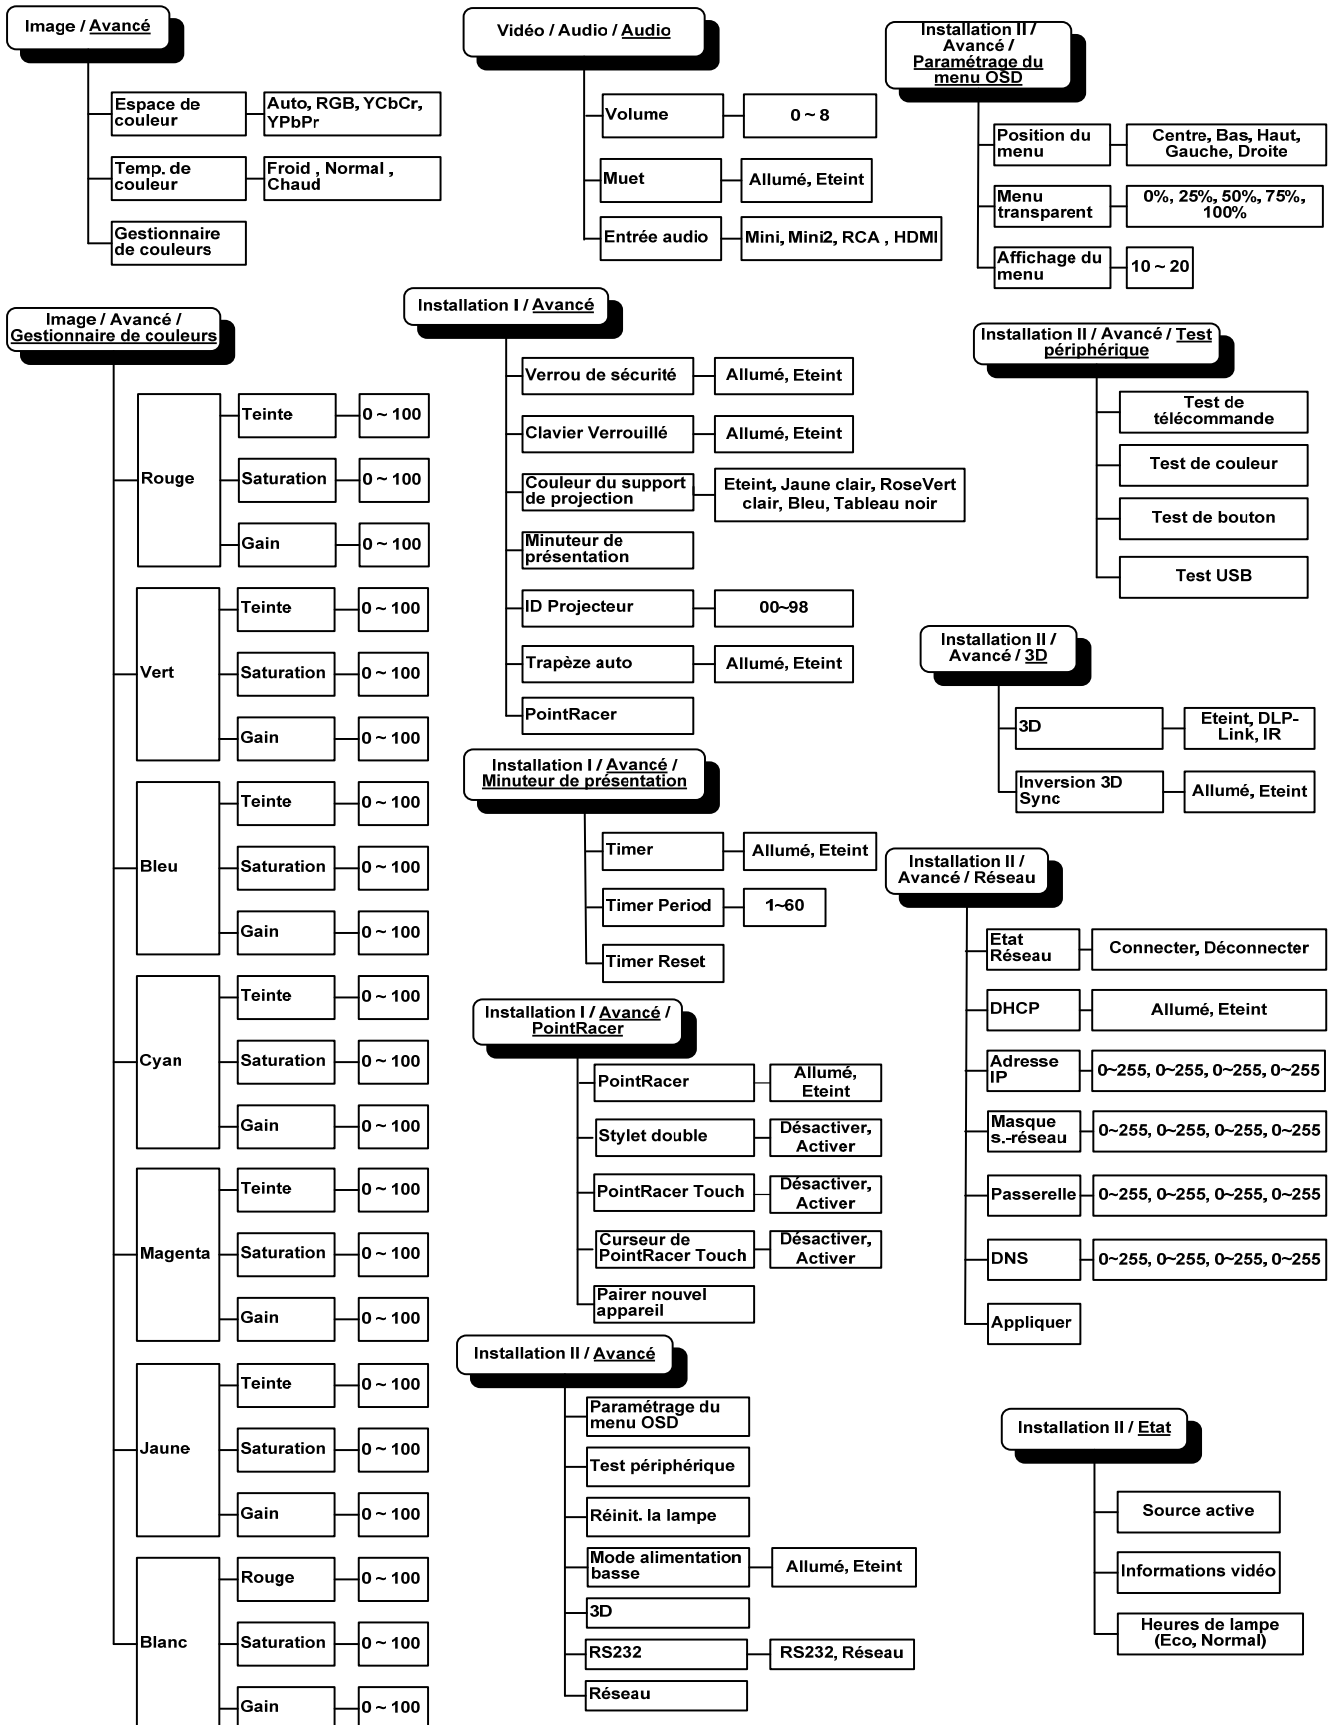 Image / Avancé
Espace de
couleur
Auto, RGB, YCbCr,
YPbPr
Temp. de
couleur
Froid , Normal ,
Chaud
Gestionnaire
de couleurs
Image / Avancé /
Gestionnaire de couleurs
Rouge
Teinte
0 ~ 100
Saturation
0 ~ 100
Gain
0 ~ 100
Vert
Teinte
0 ~ 100
Saturation
0 ~ 100
Gain
0 ~ 100
Bleu
Teinte
0 ~ 100
Saturation
0 ~ 100
Gain
0 ~ 100
Cyan
Teinte
0 ~ 100
Saturation
0 ~ 100
Gain
0 ~ 100
Magenta
Teinte
0 ~ 100
Saturation
0 ~ 100
Gain
0 ~ 100
Jaune
Teinte
0 ~ 100
Saturation
0 ~ 100
Gain
0 ~ 100
Blanc
Rouge
0 ~ 100
Saturation
0 ~ 100
Gain
0 ~ 100
Vidéo / Audio / Audio
Volume
0 ~ 8
Muet
Allumé, Eteint
Entrée audio
Mini, Mini2, RCA , HDMI
Installation I / Avancé
Verrou de sécurité
Allumé, Eteint
Clavier Verrouillé
Allumé, Eteint
Couleur du support
de projection
Eteint, Jaune clair, RoseVert
clair, Bleu, Tableau noir
Minuteur de
présentation
ID Projecteur
00~98
Trapèze auto
Allumé, Eteint
PointRacer
Installation I / Avancé /
Minuteur de présentation
Timer
Allumé, Eteint
Timer Period
1~60
Timer Reset
Installation I / Avancé /
PointRacer
PointRacer
Allumé,
Eteint
Stylet double
Désactiver,
Activer
PointRacer Touch
Désactiver,
Activer
Curseur de
PointRacer Touch
Désactiver,
Activer
Pairer nouvel
appareil
Installation II / Avancé
Paramétrage du
menu OSD
Test périphérique
Réinit. la lampe
Mode alimentation
basse
Allumé, Eteint
3D
RS232
RS232, Réseau
Réseau
Installation II /
Avancé /
Paramétrage du
menu OSD
Position du
menu
Centre, Bas, Haut,
Gauche, Droite
Menu
transparent
0%, 25%, 50%, 75%,
100%
Affichage du
menu
10 ~ 20
Installation II / Avancé / Test
périphérique
Test de
télécommande
Test de couleur
Test de bouton
Test USB
Installation II /
Avancé / 3D
3D
Eteint, DLP-
Link, IR
Inversion 3D
Sync
Allumé, Eteint
Installation II /
Avancé / Réseau
Etat
Réseau
Connecter, Déconnecter
DHCP
Allumé, Eteint
Adresse
IP
0~255, 0~255, 0~255, 0~255
Masque
s.-réseau
0~255, 0~255, 0~255, 0~255
Passerelle
0~255, 0~255, 0~255, 0~255
DNS
0~255, 0~255, 0~255, 0~255
Appliquer
Installation II / Etat
Source active
Informations vidéo
Heures de lampe
(Eco, Normal)